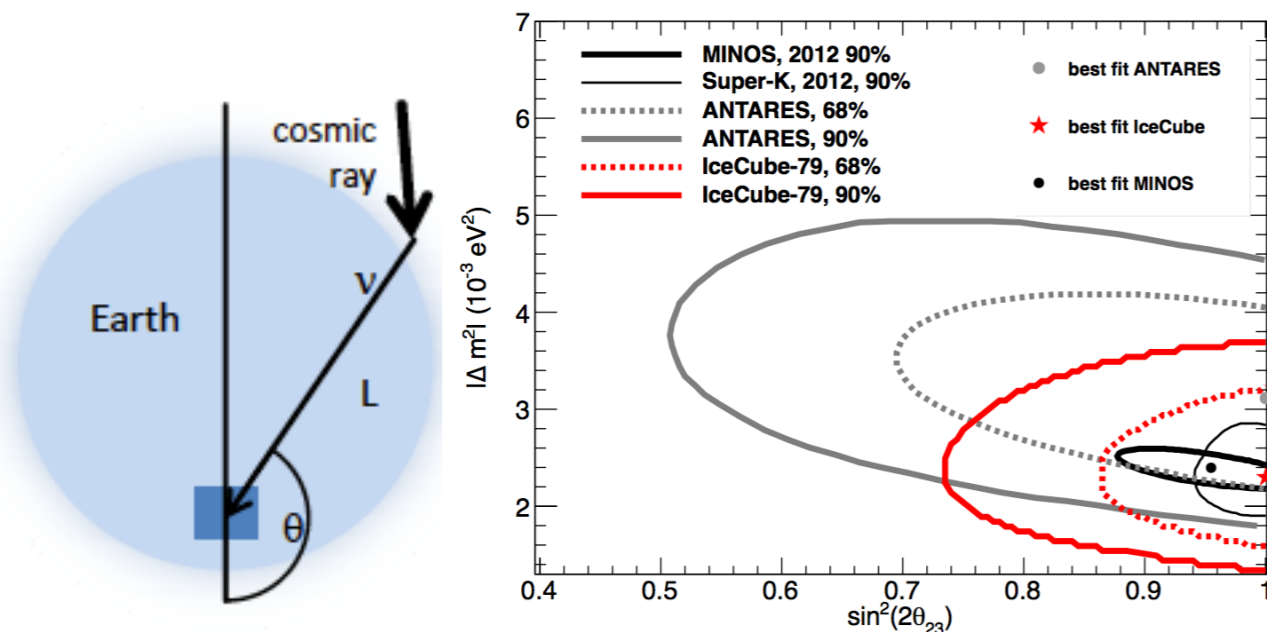 cosmic
ray
ν
Earth
L
θ
7
6
5
4
3
2
|Δ m²| (10⁻³ eV²)
MINOS, 2012 90%
Super-K, 2012, 90%
ANTARES, 68%
ANTARES, 90%
IceCube-79, 68%
IceCube-79, 90%
best fit ANTARES
best fit IceCube
best fit MINOS
0.4 0.5 0.6 0.7 0.8 0.9 1
sin²(2θ₂₃)